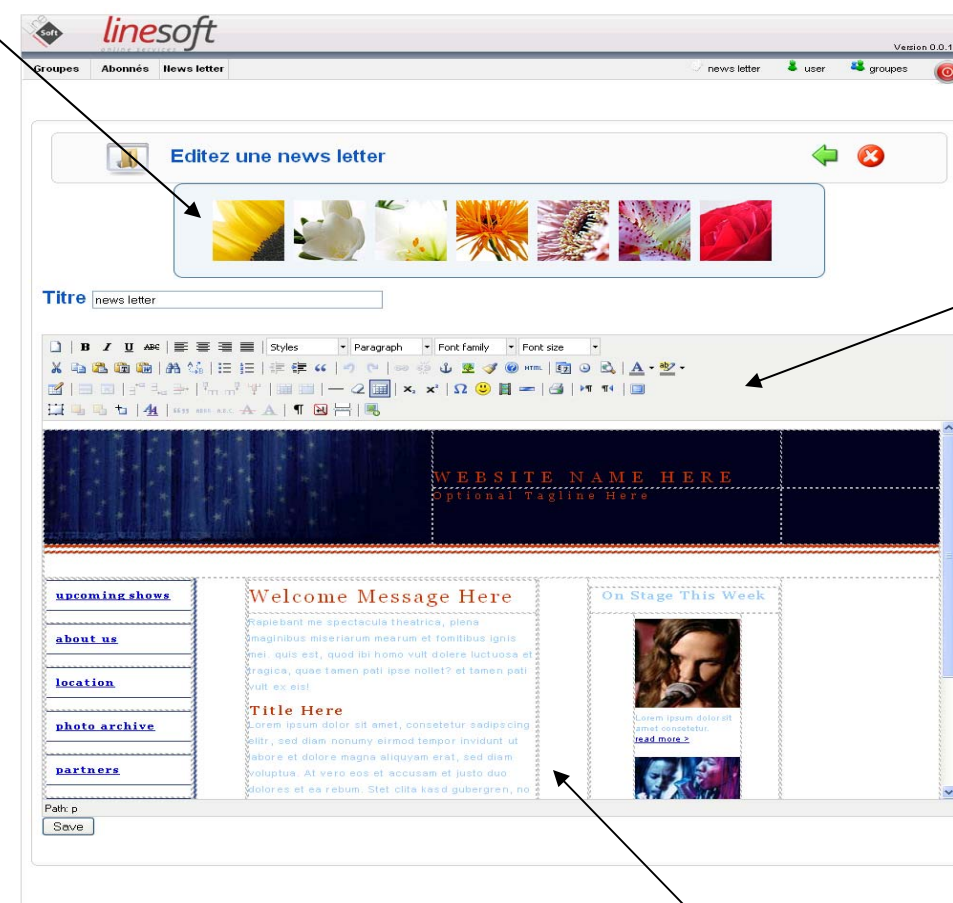 Soft
linesoft
online services
Version 0.0.1
Groupes Abonnés News letter news letter user groupes
Editez une news letter
Titre news letter
B I U ABC Styles Paragraph Font family Font size
HTML
WEBSITE NAME HERE
Optional Tagline Here
upcoming shows
about us
location
photo archive
partners
Welcome Message Here
Rapiebant me spectacula theatrica, plena
imaginibus miseriarum mearum et fomitibus ignis
mei. quis est, quod ibi homo vult dolere luctuosa et
tragica, quae tamen pati ipse nollet? et tamen pati
vult ex eis!
Title Here
Lorem ipsum dolor sit amet, consetetur sadipscing
elitr, sed diam nonumy eirmod tempor invidunt ut
labore et dolore magna aliquyam erat, sed diam
voluptua. At vero eos et accusam et justo duo
dolores et ea rebum. Stet clita kasd gubergren, no
On Stage This Week
Lorem ipsum dolor sit
amet consetetur.
read more >
Path: p
Save